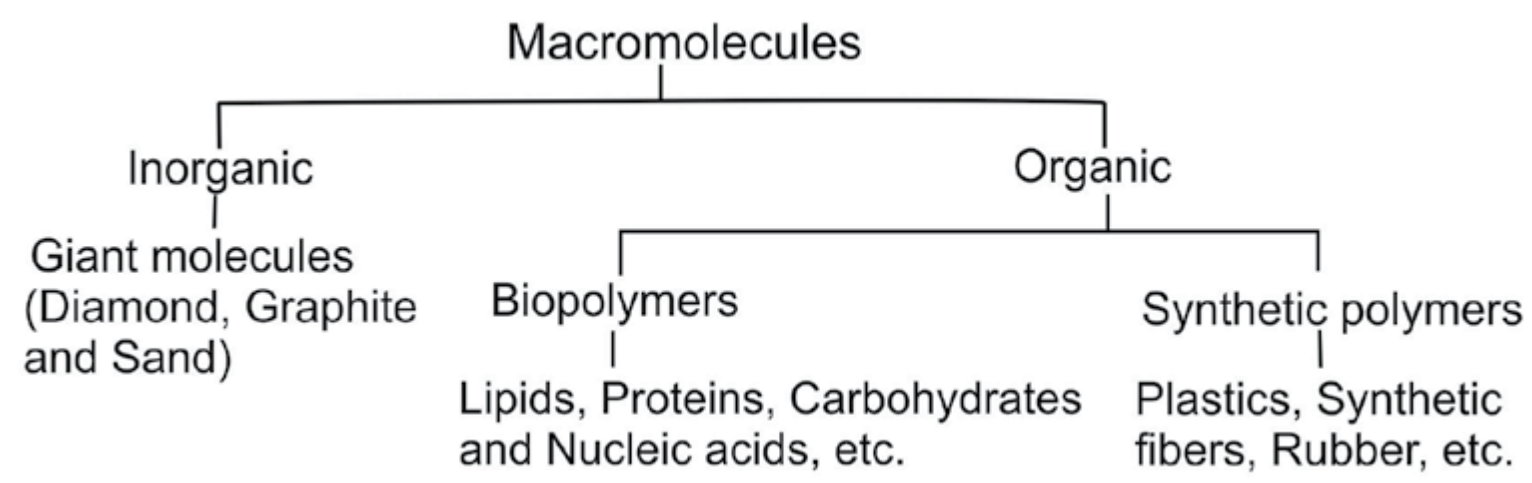 Macromolecules
Inorganic
Organic
Giant molecules
(Diamond, Graphite
and Sand)
Biopolymers
Lipids, Proteins, Carbohydrates
and Nucleic acids, etc.
Synthetic polymers
Plastics, Synthetic
fibers, Rubber, etc.